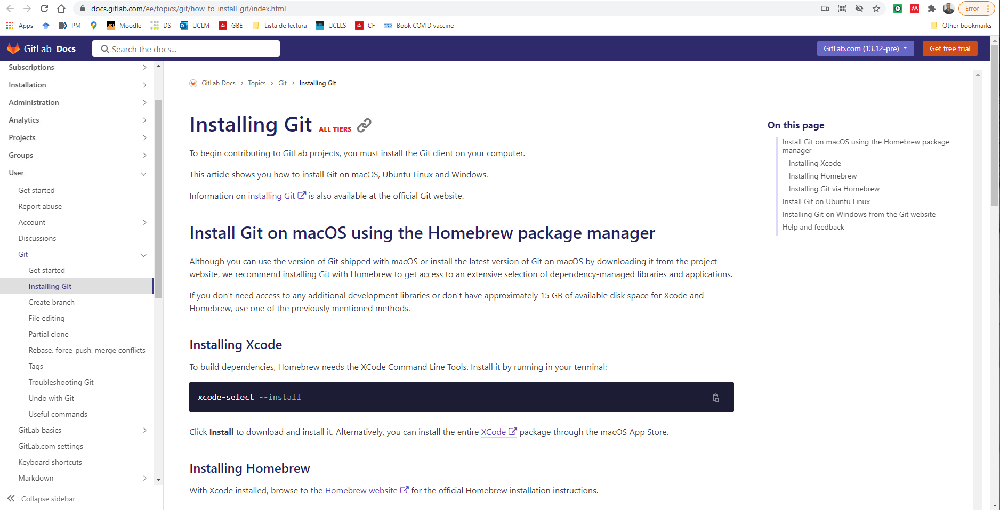 docs.gitlab.com/ee/topics/git/how_to_install_git/index.html
Error
Apps
PM
UCL
Moodle
DS
UCLM
GBE
Lista de lectura
UCL
UCLLS
CF
NHS
Book COVID vaccine
Other bookmarks
GitLab Docs
Search the docs...
GitLab.com (13.12-pre)
Get free trial
Subscriptions
Installation
Administration
Analytics
Projects
Groups
User
Get started
Report abuse
Account
Discussions
Git
Get started
Installing Git
Create branch
File editing
Partial clone
Rebase, force-push, merge conflicts
Tags
Troubleshooting Git
Undo with Git
Useful commands
GitLab basics
GitLab.com settings
Keyboard shortcuts
Markdown
Collapse sidebar
GitLab Docs › Topics › Git › Installing Git
Installing Git ALL TIERS
To begin contributing to GitLab projects, you must install the Git client on your computer.
This article shows you how to install Git on macOS, Ubuntu Linux and Windows.
Information on installing Git is also available at the official Git website.
Install Git on macOS using the Homebrew package manager
Although you can use the version of Git shipped with macOS or install the latest version of Git on macOS by downloading it from the project
website, we recommend installing Git with Homebrew to get access to an extensive selection of dependency-managed libraries and applications.
If you don’t need access to any additional development libraries or don’t have approximately 15 GB of available disk space for Xcode and
Homebrew, use one of the previously mentioned methods.
Installing Xcode
To build dependencies, Homebrew needs the XCode Command Line Tools. Install it by running in your terminal:
xcode-select --install
Click Install to download and install it. Alternatively, you can install the entire XCode package through the macOS App Store.
Installing Homebrew
With Xcode installed, browse to the Homebrew website for the official Homebrew installation instructions.
On this page
Install Git on macOS using the Homebrew package
manager
Installing Xcode
Installing Homebrew
Installing Git via Homebrew
Install Git on Ubuntu Linux
Installing Git on Windows from the Git website
Help and feedback